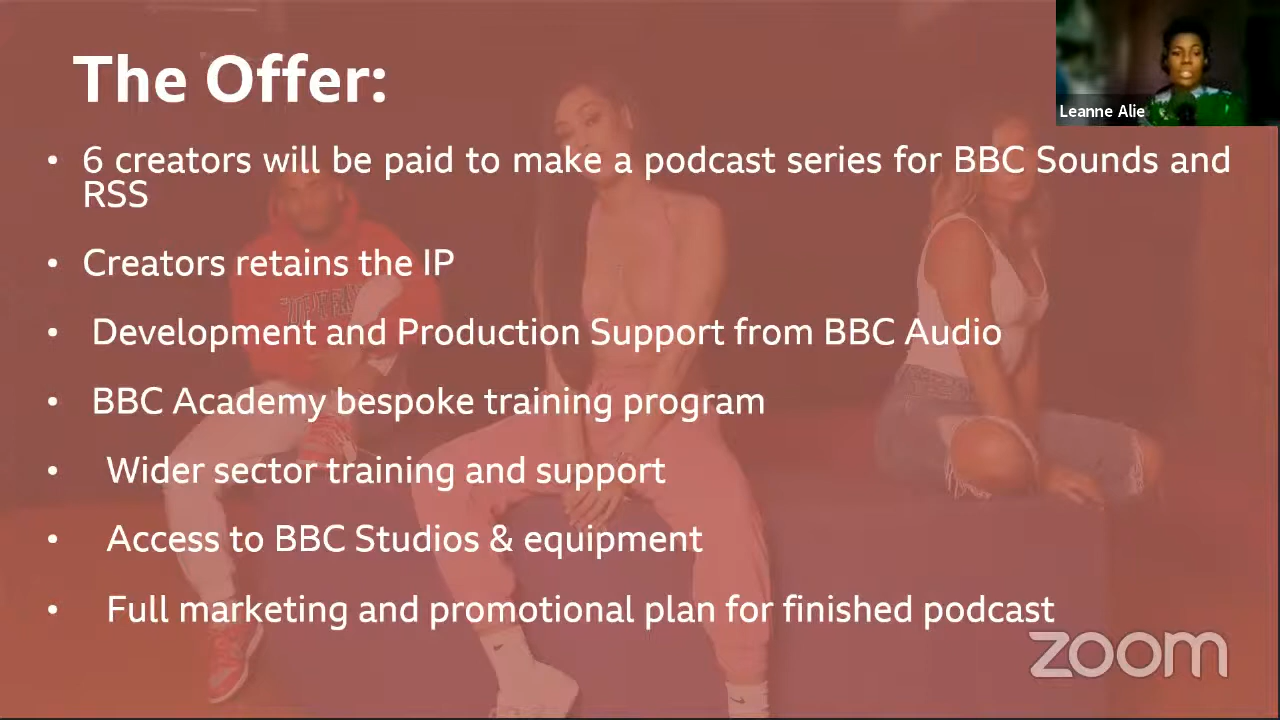 The Offer:
Leanne Alie
• 6 creators will be paid to make a podcast series for BBC Sounds and
RSS
• Creators retains the IP
• Development and Production Support from BBC Audio
• BBC Academy bespoke training program
• Wider sector training and support
• Access to BBC Studios & equipment
• Full marketing and promotional plan for finished podcast
zoom